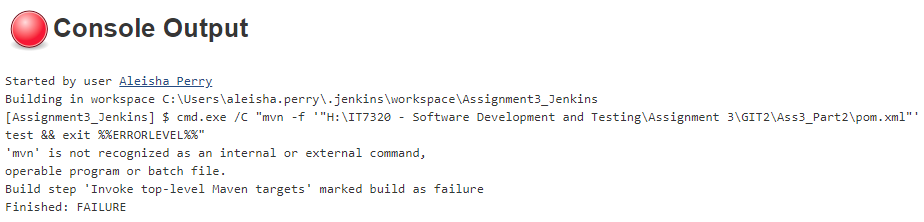 Console Output
Started by user Aleisha Perry
Building in workspace C:\Users\aleisha.perry\.jenkins\workspace\Assignment3_Jenkins
[Assignment3_Jenkins] $ cmd.exe /C "mvn -f '"H:\IT7320 - Software Development and Testing\Assignment 3\GIT2\Ass3_Part2\pom.xml"'
test && exit %%ERRORLEVEL%%"
'mvn' is not recognized as an internal or external command,
operable program or batch file.
Build step 'Invoke top-level Maven targets' marked build as failure
Finished: FAILURE